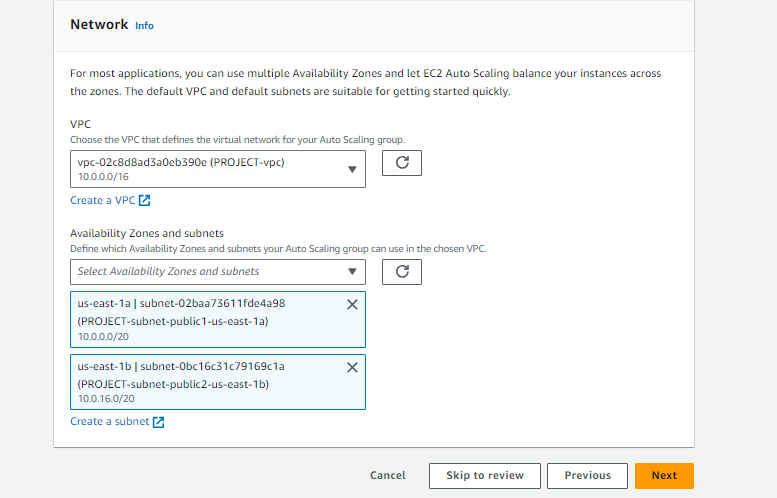 Network Info
For most applications, you can use multiple Availability Zones and let EC2 Auto Scaling balance your instances across
the zones. The default VPC and default subnets are suitable for getting started quickly.
VPC
Choose the VPC that defines the virtual network for your Auto Scaling group.
vpc-02c8d8ad3a0eb390e (PROJECT-vpc)
10.0.0.0/16
Create a VPC
Availability Zones and subnets
Define which Availability Zones and subnets your Auto Scaling group can use in the chosen VPC.
Select Availability Zones and subnets
us-east-1a | subnet-02baa73611fde4a98
(PROJECT-subnet-public1-us-east-1a)
10.0.0.0/20
us-east-1b | subnet-0bc16c31c79169c1a
(PROJECT-subnet-public2-us-east-1b)
10.0.16.0/20
Create a subnet
Cancel
Skip to review
Previous
Next